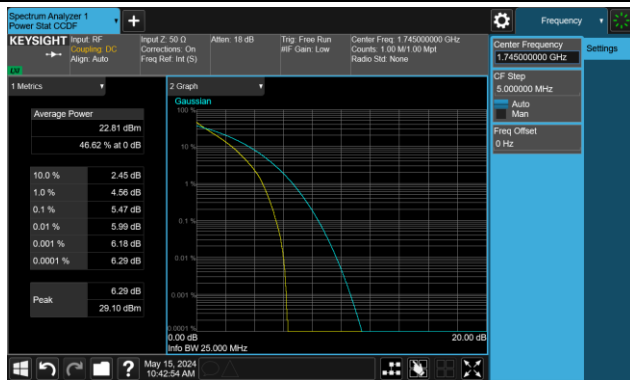 Spectrum Analyzer 1
Power Stat CCDF
Frequency
KEYSIGHT
Input: RF
Coupling: DC
Align: Auto
Input Z: 50 Ω
Corrections: On
Freq Ref: Int (S)
Atten: 18 dB
Trig: Free Run
#IF Gain: Low
Center Freq: 1.745000000 GHz
Counts: 1.00 M/1.00 Mpt
Radio Std: None
Center Frequency
1.745000000 GHz
Settings
CF Step
5.000000 MHz
Auto
Man
Freq Offset
0 Hz
1 Metrics
Average Power
22.81 dBm
46.62 % at 0 dB
10.0 % 2.45 dB
1.0 % 4.56 dB
0.1 % 5.47 dB
0.01 % 5.99 dB
0.001 % 6.18 dB
0.0001 % 6.29 dB
Peak
6.29 dB
29.10 dBm
2 Graph
Gaussian
100 %
10 %
1 %
0.1 %
0.01 %
0.001 %
0.0001 %
0.00 dB
20.00 dB
Info BW 25.000 MHz
?
May 15, 2024
10:42:54 AM